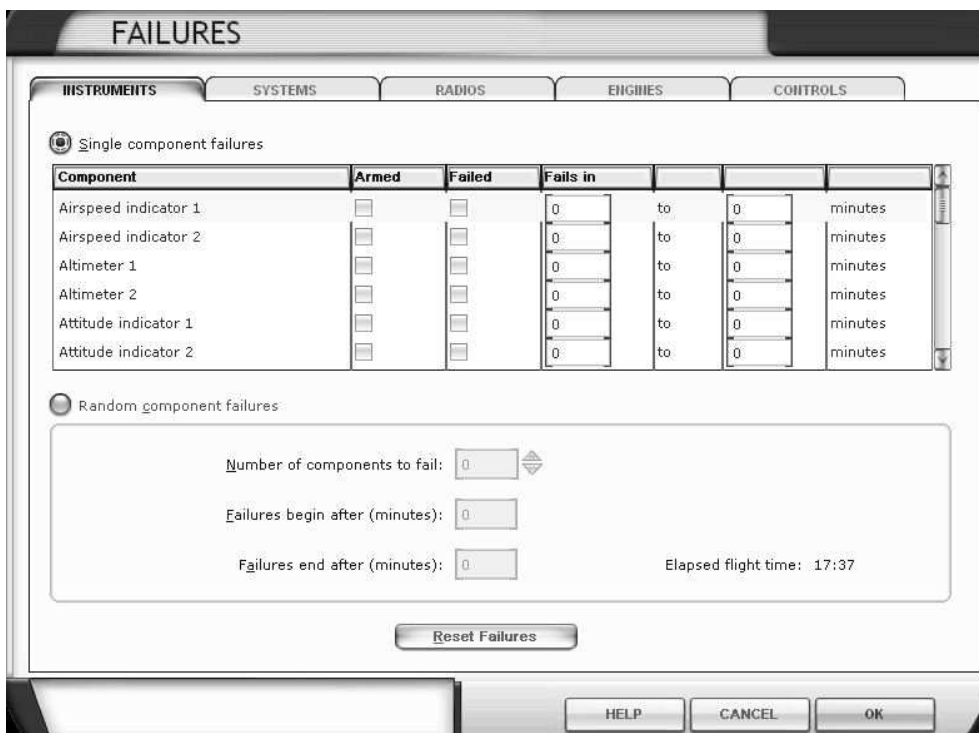 FAILURES
INSTRUMENTS SYSTEMS RADIOS ENGINES CONTROLS
Single component failures
Component Armed Failed Fails in
Airspeed indicator 1 0 to 0 minutes
Airspeed indicator 2 0 to 0 minutes
Altimeter 1 0 to 0 minutes
Altimeter 2 0 to 0 minutes
Attitude indicator 1 0 to 0 minutes
Attitude indicator 2 0 to 0 minutes
Random component failures
Number of components to fail: 0
Failures begin after (minutes): 0
Failures end after (minutes): 0 Elapsed flight time: 17:37
Reset Failures
HELP CANCEL OK